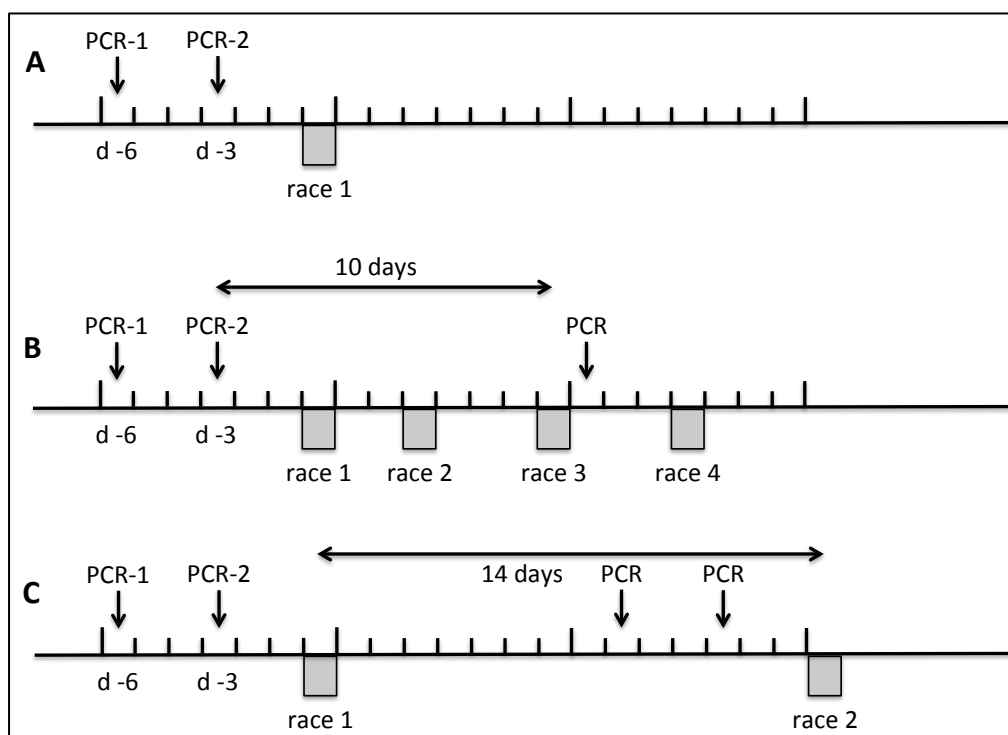 PCR-1 PCR-2
A
d -6 d -3
race 1
10 days
PCR-1 PCR-2 PCR
B
d -6 d -3
race 1 race 2 race 3 race 4
14 days
PCR-1 PCR-2 PCR PCR
C
d -6 d -3
race 1 race 2